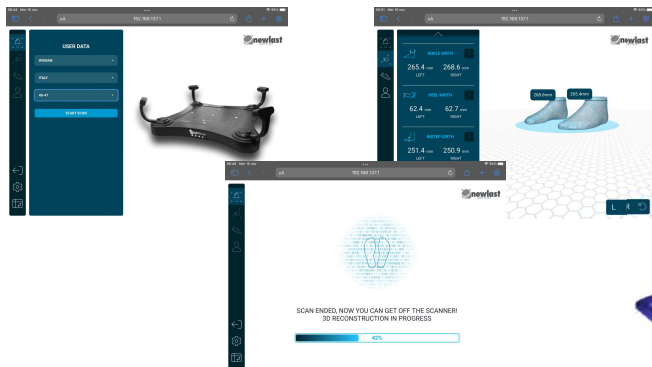 192.168.137.1
newlast
USER DATA
WOMAN
ITALY
40-41
START SCAN
192.168.137.1
newlast
ANKLE GIRTH
265.4 mm 268.6 mm
LEFT RIGHT
HEEL WIDTH
62.4 mm 62.7 mm
LEFT RIGHT
INSTEP GIRTH
251.4 mm 250.9 mm
LEFT RIGHT
268.6mm 265.4mm
L R
192.168.137.1
newlast
SCAN ENDED, NOW YOU CAN GET OFF THE SCANNER!
3D RECONSTRUCTION IN PROGRESS
42%